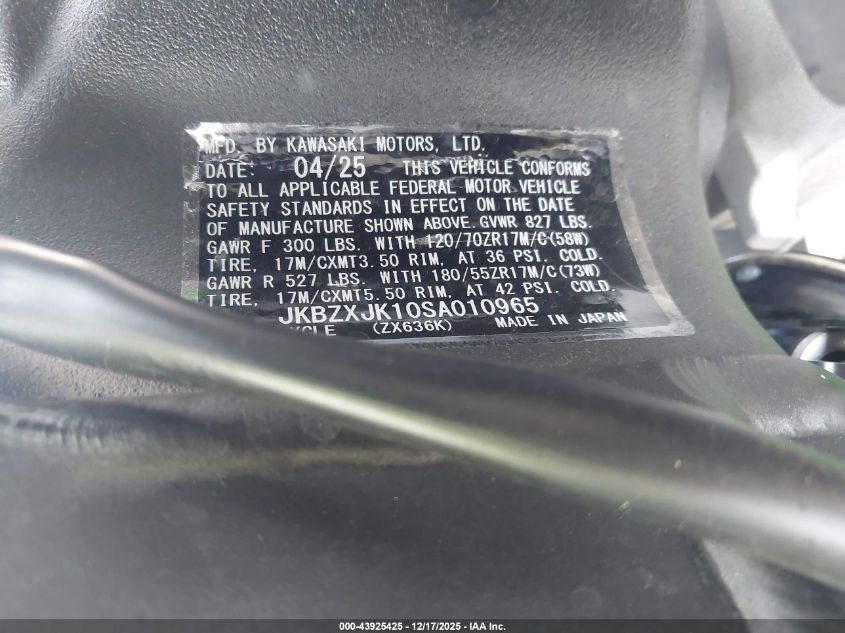 MFD. BY KAWASAKI MOTORS, LTD.
DATE: 04/25 THIS VEHICLE CONFORMS
TO ALL APPLICABLE FEDERAL MOTOR VEHICLE
SAFETY STANDARDS IN EFFECT ON THE DATE
OF MANUFACTURE SHOWN ABOVE. GVWR 827 LBS.
GAWR F 300 LBS. WITH 120/70ZR17M/C(58W)
TIRE, 17M/CXMT3.50 RIM, AT 36 PSI. COLD.
GAWR R 527 LBS. WITH 180/55ZR17M/C(73W)
TIRE, 17M/CXMT5.50 RIM, AT 42 PSI. COLD.
JKBZXJK10SA010965
(ZX636K) MADE IN JAPAN
000-43925425 - 12/17/2025 - IAA Inc.